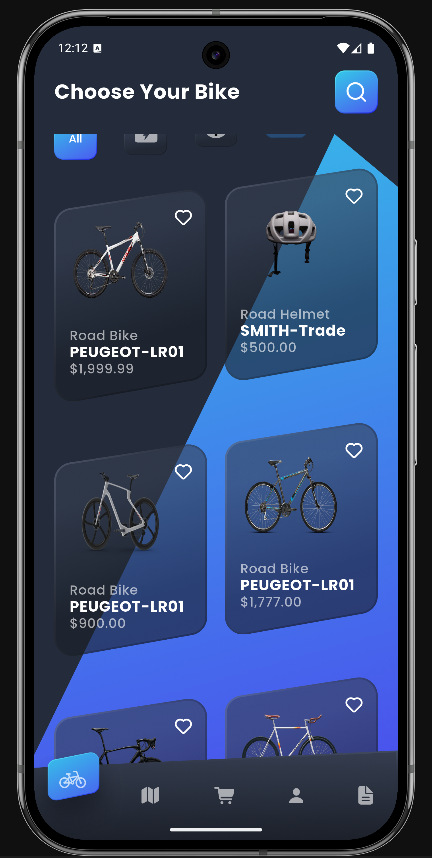 12:12 A
Choose Your Bike
All
Road Bike
PEUGEOT-LR01
$1,999.99
Road Helmet
SMITH-Trade
$500.00
Road Bike
PEUGEOT-LR01
$900.00
Road Bike
PEUGEOT-LR01
$1,777.00